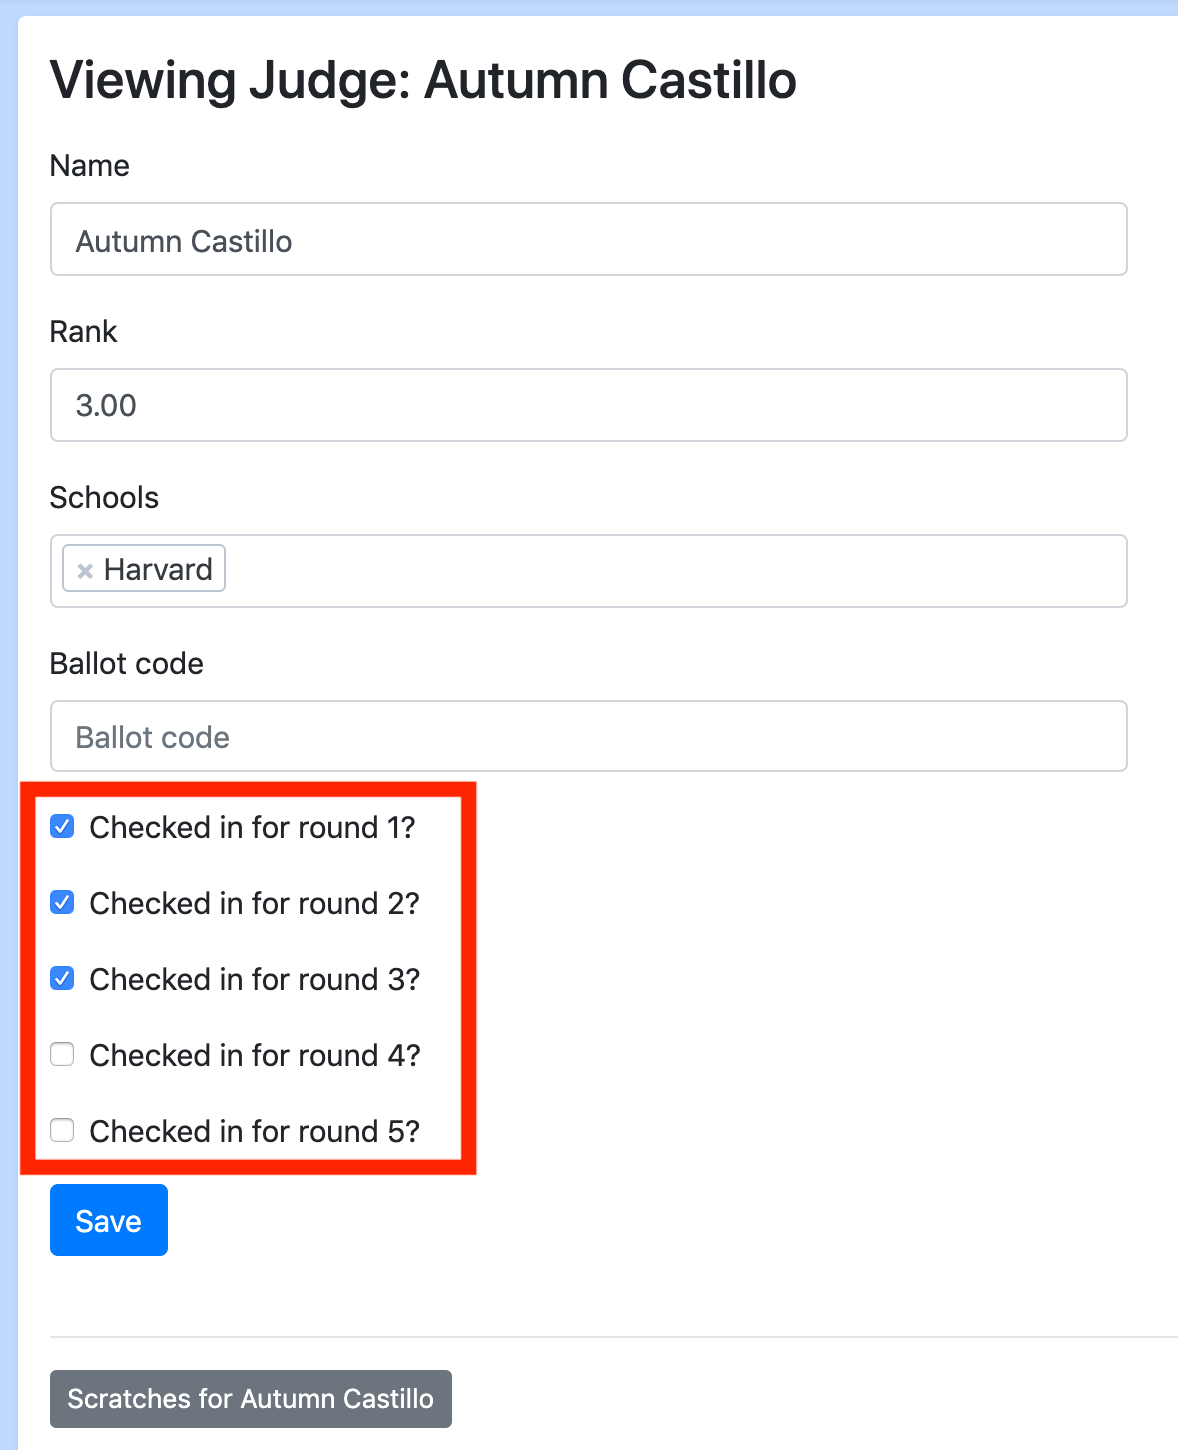 Viewing Judge: Autumn Castillo
Name
Autumn Castillo
Rank
3.00
Schools
× Harvard
Ballot code
Ballot code
Checked in for round 1?
Checked in for round 2?
Checked in for round 3?
Checked in for round 4?
Checked in for round 5?
Save
Scratches for Autumn Castillo